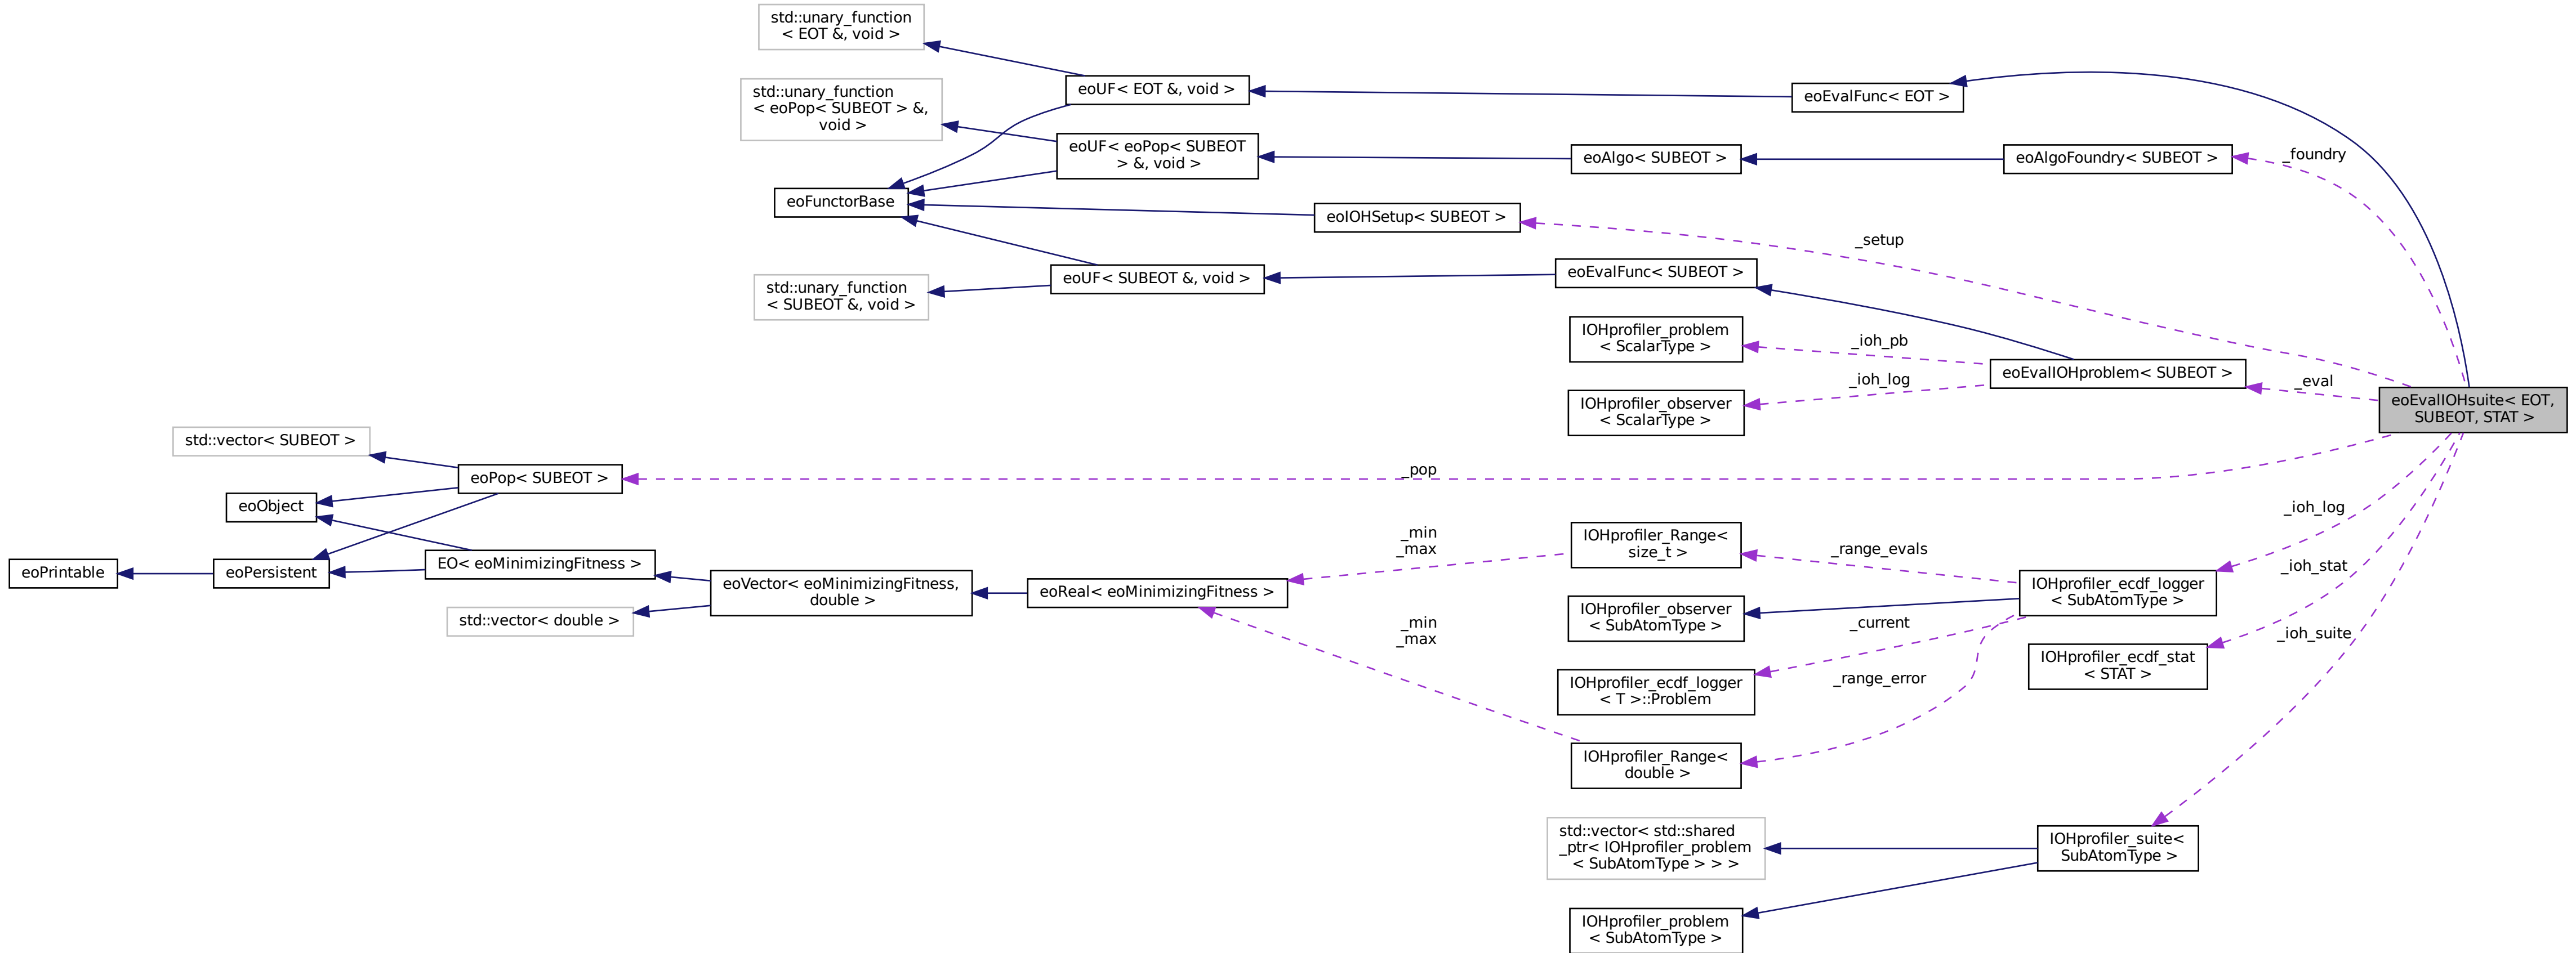 std::unary_function
< EOT &, void >
eoUF< EOT &, void >
eoEvalFunc< EOT >
std::unary_function
< eoPop< SUBEOT > &,
void >
eoUF< eoPop< SUBEOT
> &, void >
eoAlgo< SUBEOT >
eoAlgoFoundry< SUBEOT >
_foundry
eoFunctorBase
eoIOHSetup< SUBEOT >
_setup
std::unary_function
< SUBEOT &, void >
eoUF< SUBEOT &, void >
eoEvalFunc< SUBEOT >
IOHprofiler_problem
< ScalarType >
_ioh_pb
eoEvalIOHproblem< SUBEOT >
_eval
IOHprofiler_observer
< ScalarType >
_ioh_log
eoEvalIOHsuite< EOT,
SUBEOT, STAT >
std::vector< SUBEOT >
eoPop< SUBEOT >
_pop
eoObject
eoPrintable
eoPersistent
EO< eoMinimizingFitness >
std::vector< double >
eoVector< eoMinimizingFitness,
double >
eoReal< eoMinimizingFitness >
_min
_max
_min
_max
IOHprofiler_Range<
size_t >
_range_evals
_ioh_log
_ioh_stat
_ioh_suite
IOHprofiler_observer
< SubAtomType >
IOHprofiler_ecdf_logger
< SubAtomType >
_current
IOHprofiler_ecdf_logger
< T >::Problem
_range_error
IOHprofiler_ecdf_stat
< STAT >
IOHprofiler_Range<
double >
std::vector< std::shared
_ptr< IOHprofiler_problem
< SubAtomType > > >
IOHprofiler_suite<
SubAtomType >
IOHprofiler_problem
< SubAtomType >